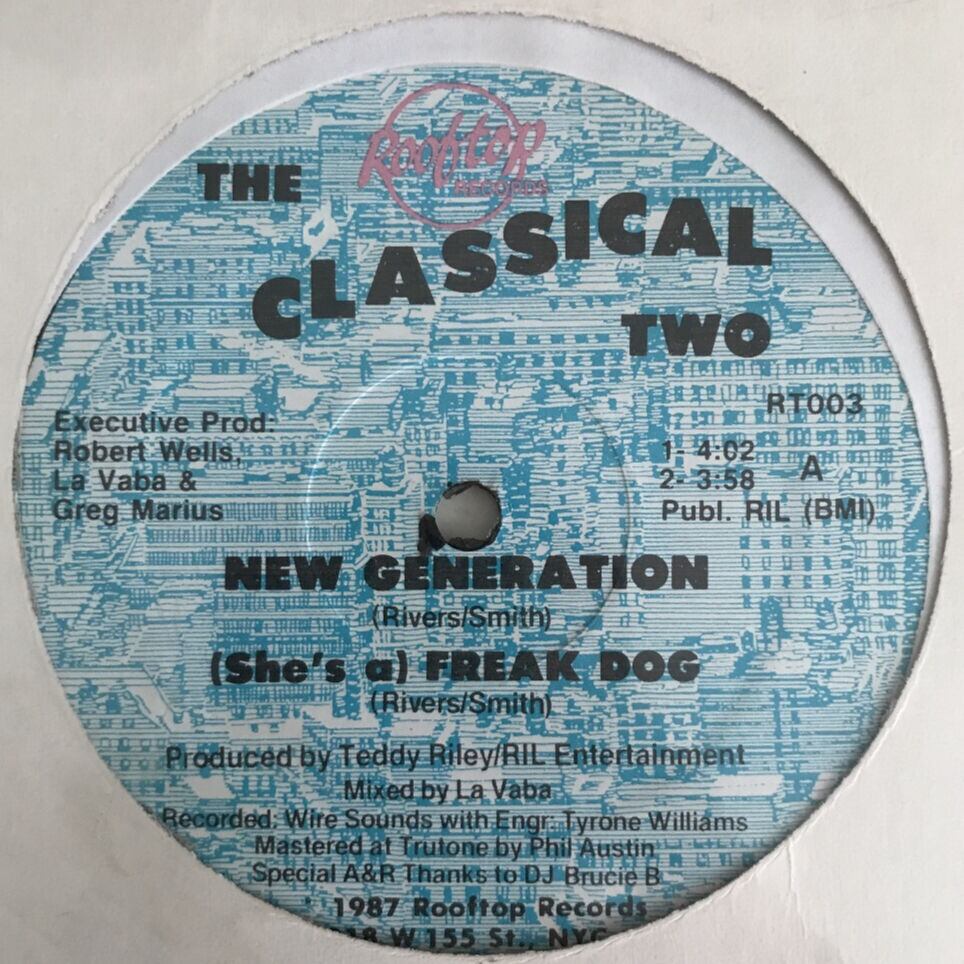 Rooftop
RECORDS
THE
CLASSICAL
TWO
RT003
Executive Prod:
Robert Wells,
La Vaba &
Greg Marius
1- 4:02
2- 3:58
A
Publ. RIL (BMI)
NEW GENERATION
(Rivers/Smith)
(She's a) FREAK DOG
(Rivers/Smith)
Produced by Teddy Riley/RIL Entertainment
Mixed by La Vaba
Recorded; Wire Sounds with Engr: Tyrone Williams
Mastered at Trutone by Phil Austin
Special A&R Thanks to DJ Brucie B
1987 Rooftop Records
W 155 St., NYC